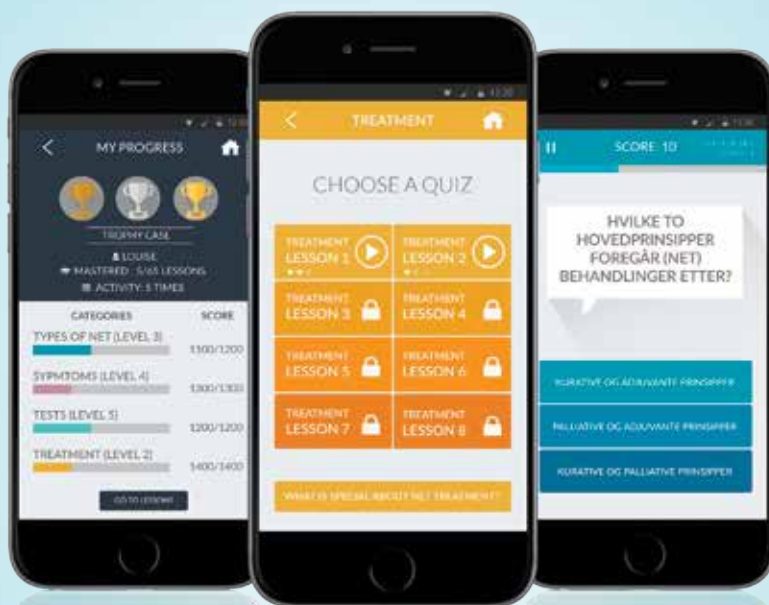 MY PROGRESS
TROPHY CASE
LOUISE
MASTERED : 5/65 LESSONS
ACTIVITY: 5 TIMES
CATEGORIES SCORE
TYPES OF NET (LEVEL 3)
1100/1200
SYPMTOMS (LEVEL 4)
1300/1300
TESTS (LEVEL 5)
1200/1200
TREATMENT (LEVEL 2)
1400/1400
GO TO LESSONS
TREATMENT
CHOOSE A QUIZ
TREATMENT
LESSON 1
TREATMENT
LESSON 2
TREATMENT
LESSON 3
TREATMENT
LESSON 4
TREATMENT
LESSON 5
TREATMENT
LESSON 6
TREATMENT
LESSON 7
TREATMENT
LESSON 8
WHAT IS SPECIAL ABOUT NET TREATMENT?
SCORE: 10
HVILKE TO
HOVEDPRINSIPPER
FOREGÅR (NET)
BEHANDLINGER ETTER?
KURATIVE OG ADJUVANTE PRINSIPPER
PALLIATIVE OG ADJUVANTE PRINSIPPER
KURATIVE OG PALLIATIVE PRINSIPPER